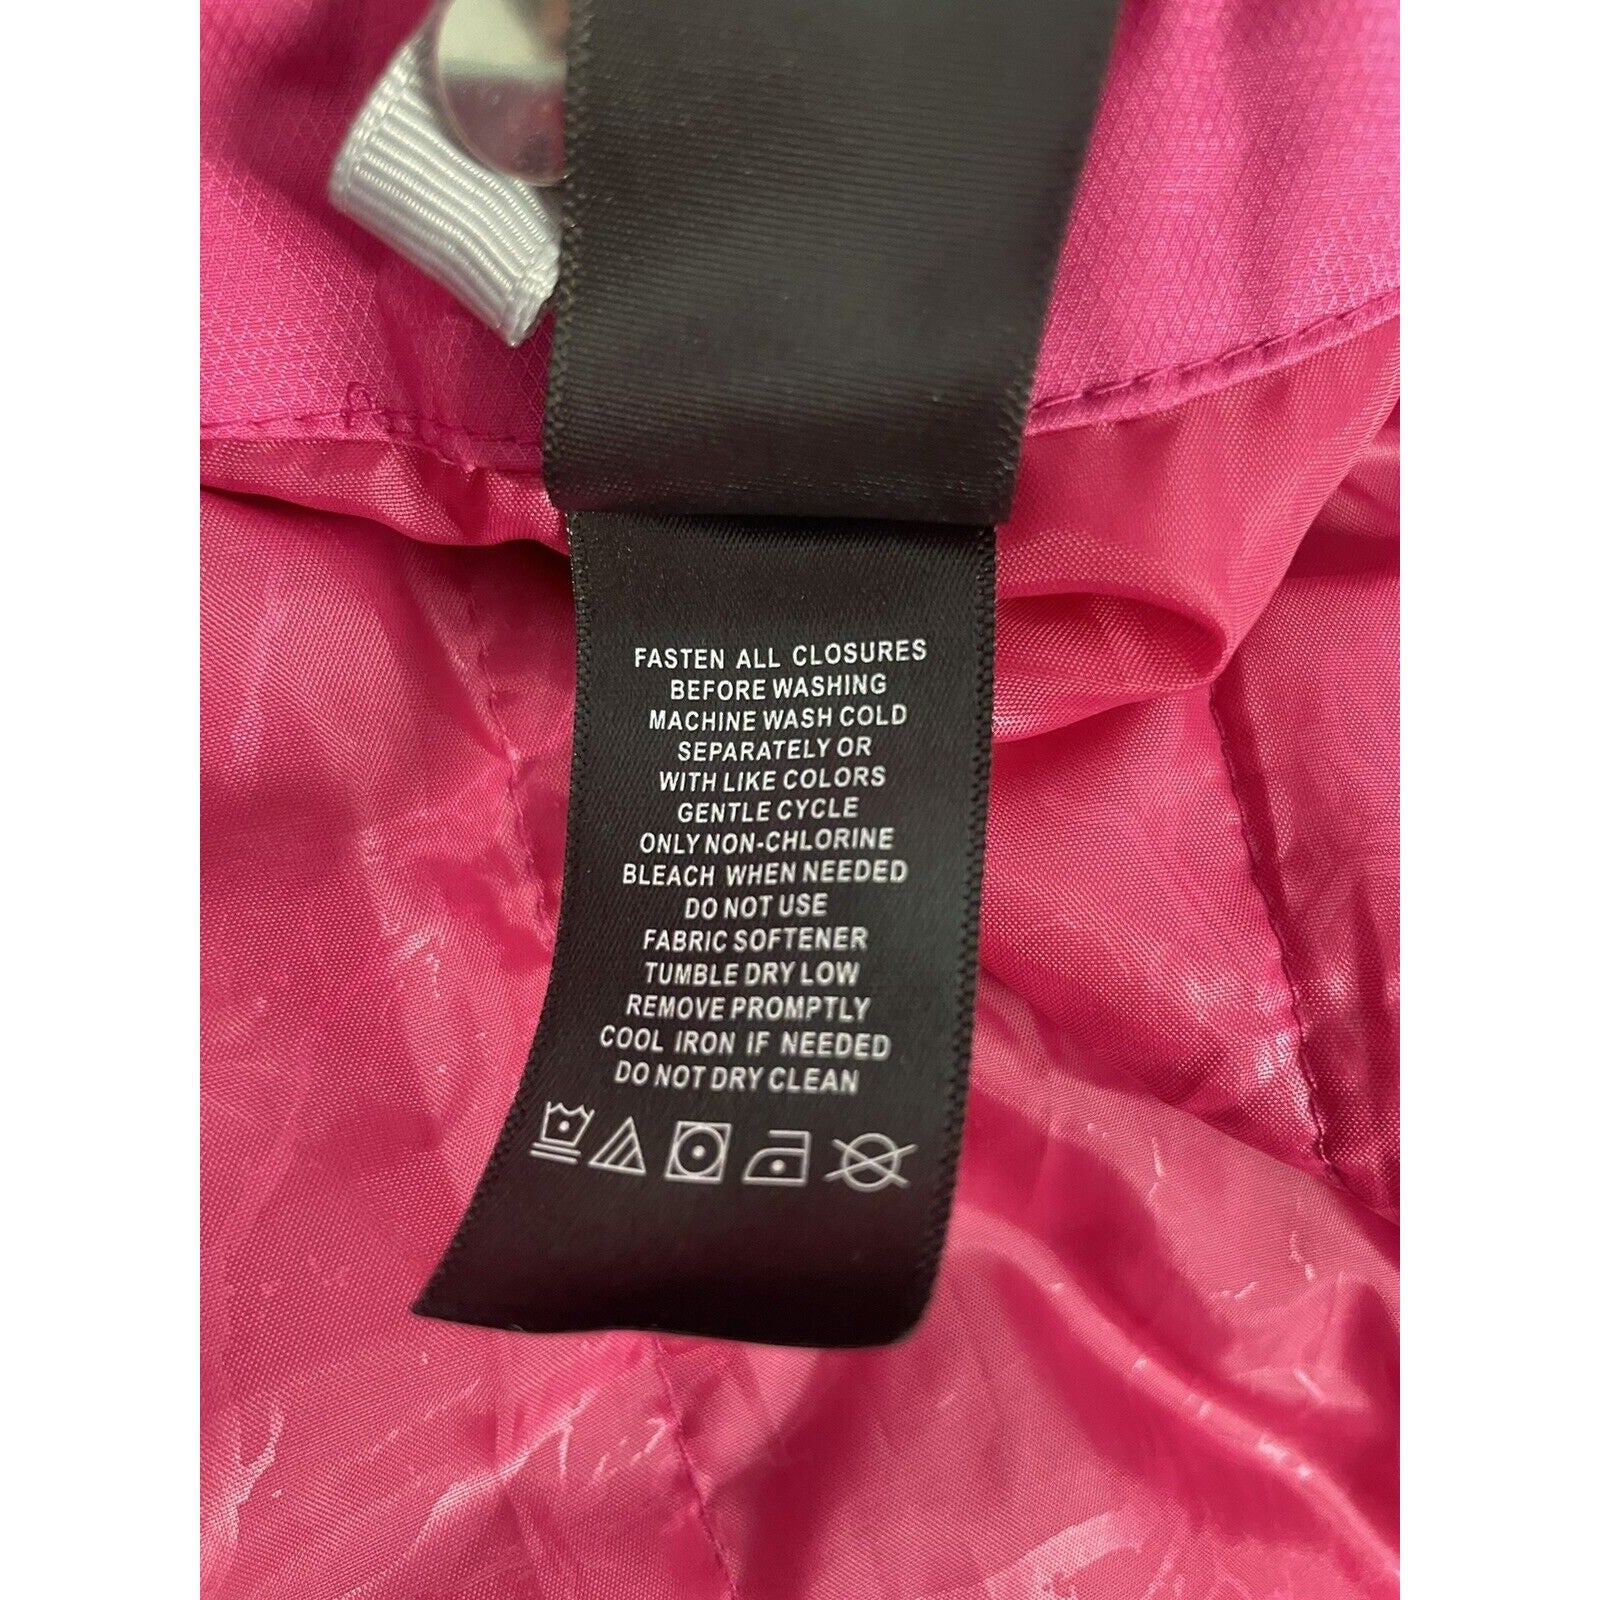 FASTEN ALL CLOSURES
BEFORE WASHING
MACHINE WASH COLD
SEPARATELY OR
WITH LIKE COLORS
GENTLE CYCLE
ONLY NON-CHLORINE
BLEACH WHEN NEEDED
DO NOT USE
FABRIC SOFTENER
TUMBLE DRY LOW
REMOVE PROMPTLY
COOL IRON IF NEEDED
DO NOT DRY CLEAN